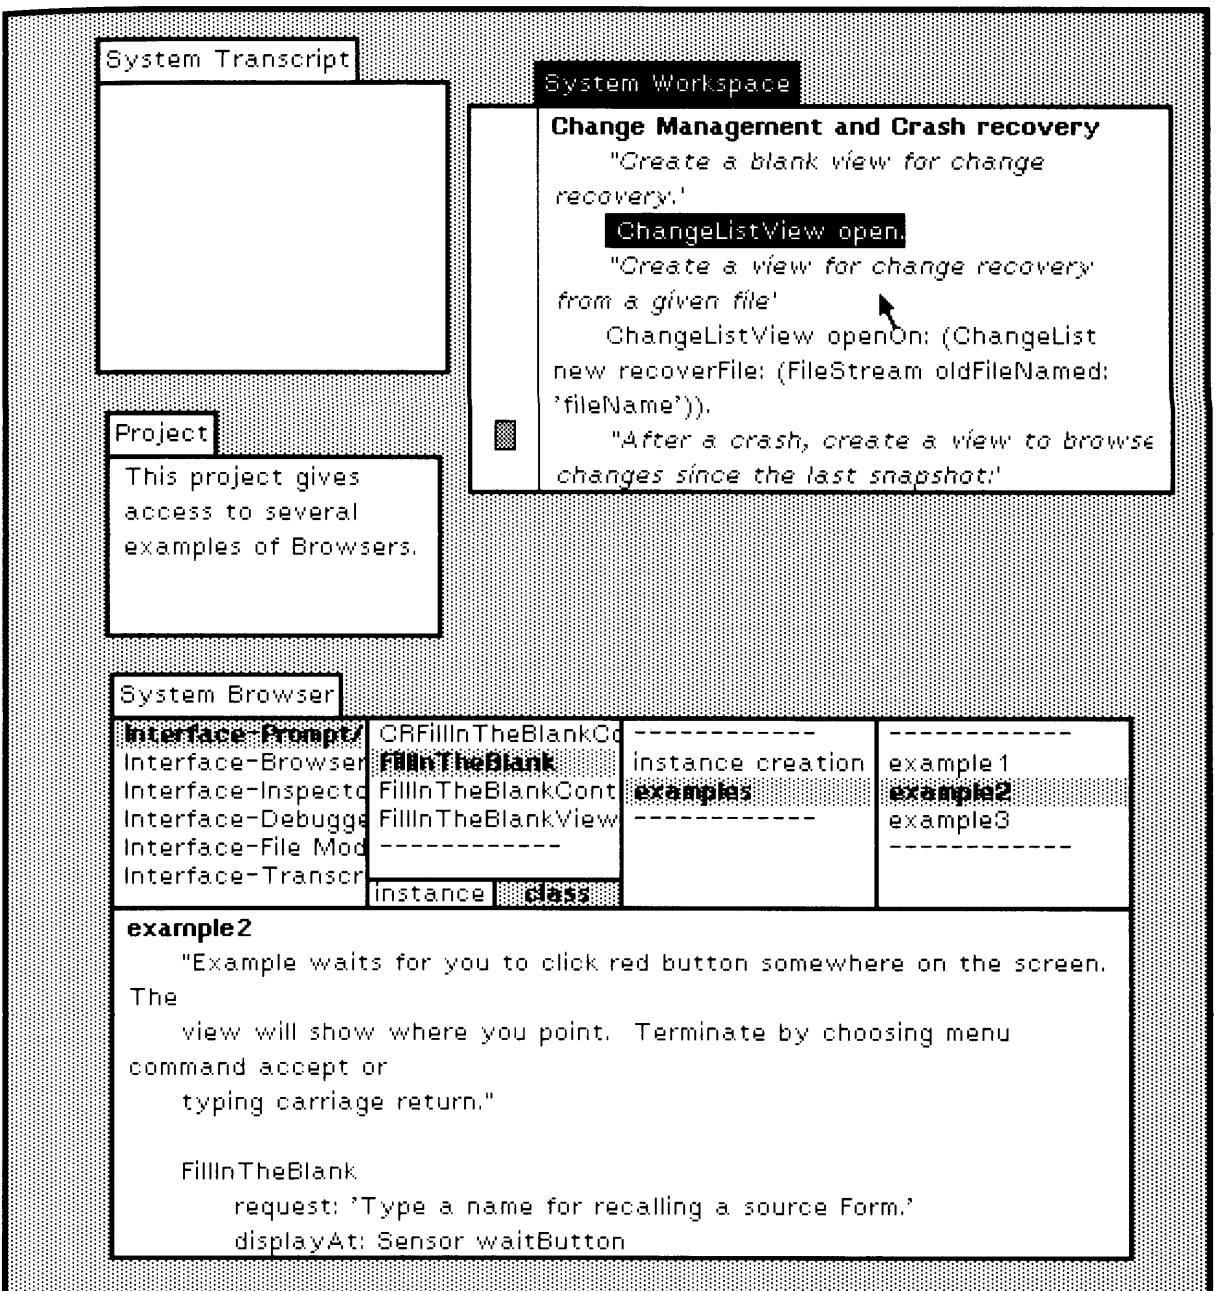 System Transcript
System Workspace
Change Management and Crash recovery
"Create a blank view for change
recovery."
ChangeListView open.
"Create a view for change recovery
from a given file"
ChangeListView openOn: (ChangeList
new recoverFile: (FileStream oldFileNamed:
'fileName')).
"After a crash, create a view to browse
changes since the last snapshot:"
Project
This project gives
access to several
examples of Browsers.
System Browser
Interface-Prompt/
Interface-Browser
Interface-Inspecto
Interface-Debugge
Interface-File Mod
Interface-Transcr
CRFillInTheBlankCo
FillInTheBlank
FillInTheBlankCont
FillInTheBlankView
------------
instance
class
------------
instance creation
examples
------------
------------
example1
example2
example3
------------
example2
"Example waits for you to click red button somewhere on the screen.
The
view will show where you point.  Terminate by choosing menu
command accept or
typing carriage return."
FillInTheBlank
request: 'Type a name for recalling a source Form.'
displayAt: Sensor waitButton